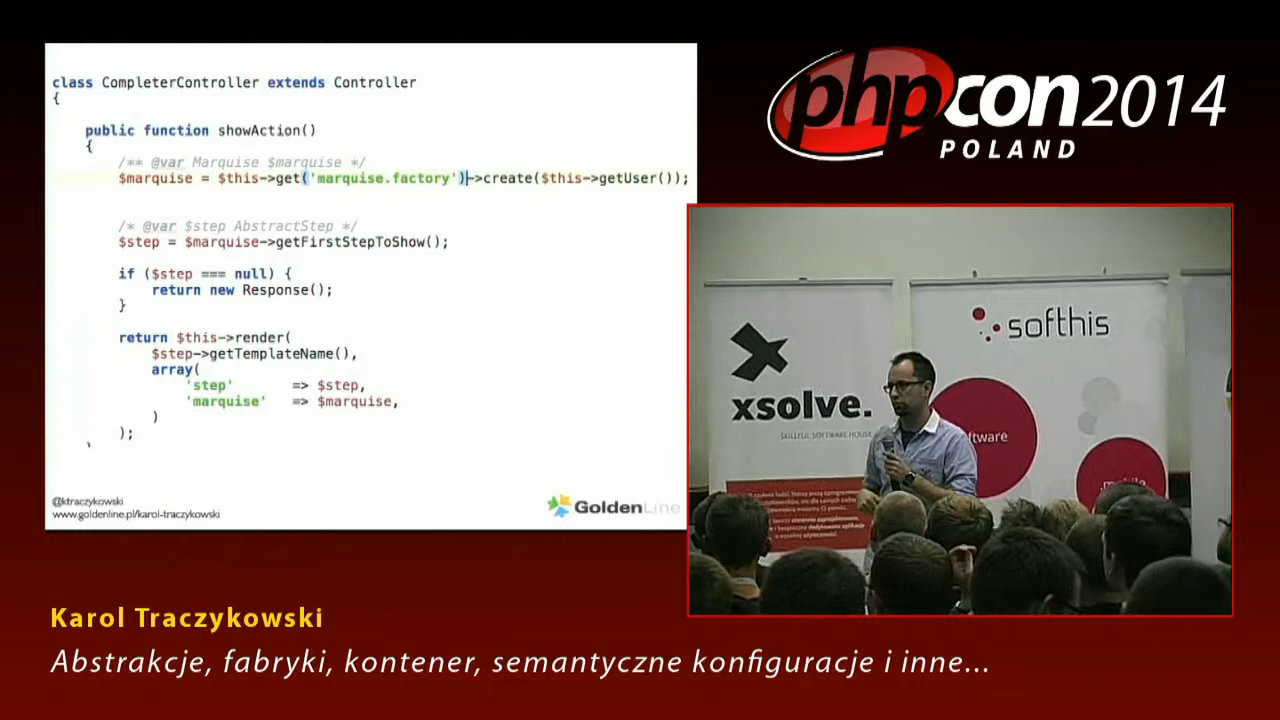 class CompleterController extends Controller
{
public function showAction()
{
/** @var Marquise $marquise */
$marquise = $this->get('marquise.factory')->create($this->getUser());
/* @var $step AbstractStep */
$step = $marquise->getFirstStepToShow();
if ($step === null) {
return new Response();
}
return $this->render(
$step->getTemplateName(),
array(
'step' => $step,
'marquise' => $marquise,
)
);
@ktraczykowski
www.goldenline.pl/karol-traczykowski
GoldenLine
phpcon2014
POLAND
softhis
xsolve.
SKILLFUL SOFTWARE HOUSE
Karol Traczykowski
Abstrakcje, fabryki, kontener, semantyczne konfiguracje i inne...